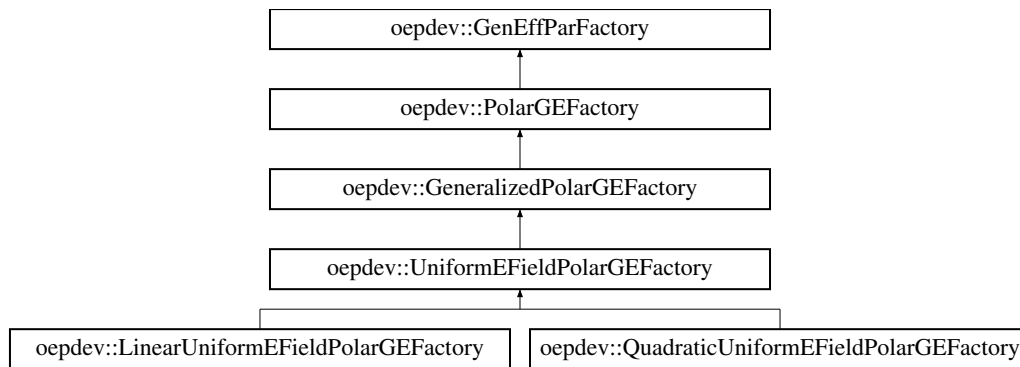 oepdev::GenEffParFactory
oepdev::PolarGEFactory
oepdev::GeneralizedPolarGEFactory
oepdev::UniformEFieldPolarGEFactory
oepdev::LinearUniformEFieldPolarGEFactory
oepdev::QuadraticUniformEFieldPolarGEFactory